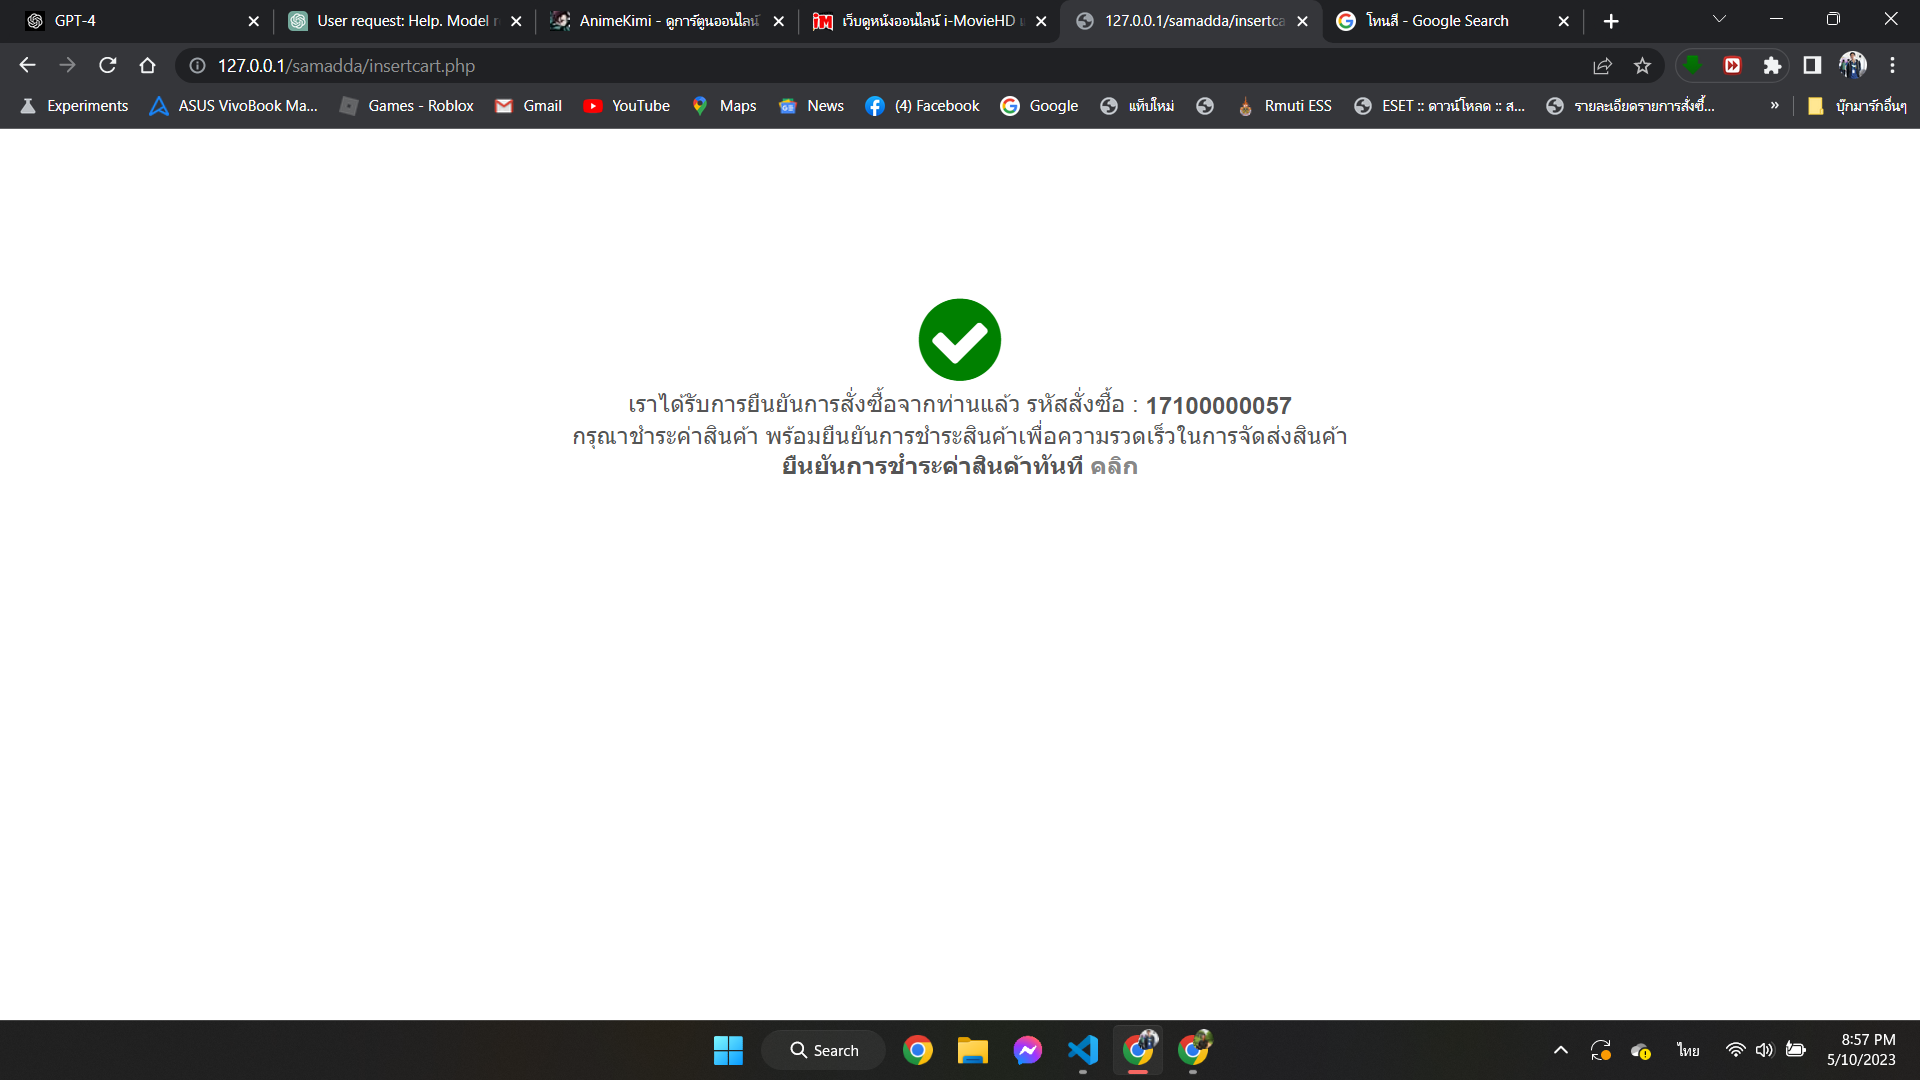 GPT-4
User request: Help. Model r
AnimeKimi - ดูการ์ตูนออนไลน์
เว็บดูหนังออนไลน์ i-MovieHD
127.0.0.1/samadda/insertca
โทนสี - Google Search
127.0.0.1/samadda/insertcart.php
Experiments
ASUS VivoBook Ma...
Games - Roblox
Gmail
YouTube
Maps
News
(4) Facebook
Google
แท็บใหม่
Rmuti ESS
ESET :: ดาวน์โหลด :: ส...
รายละเอียดรายการสั่งซื้...
»
บุ๊กมาร์กอื่นๆ
เราได้รับการยืนยันการสั่งซื้อจากท่านแล้ว รหัสสั่งซื้อ : 17100000057
กรุณาชำระค่าสินค้า พร้อมยืนยันการชำระสินค้าเพื่อความรวดเร็วในการจัดส่งสินค้า
ยืนยันการชำระค่าสินค้าทันที คลิก
Search
ไทย
8:57 PM
5/10/2023